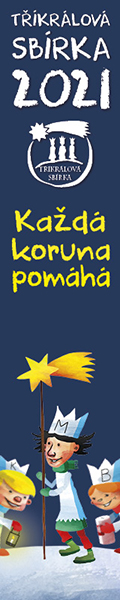 TŘÍKRÁLOVÁ
SBÍRKA
2021
TŘÍKRÁLOVÁ
SBÍRKA
Každá
koruna
pomáhá
K
M
B